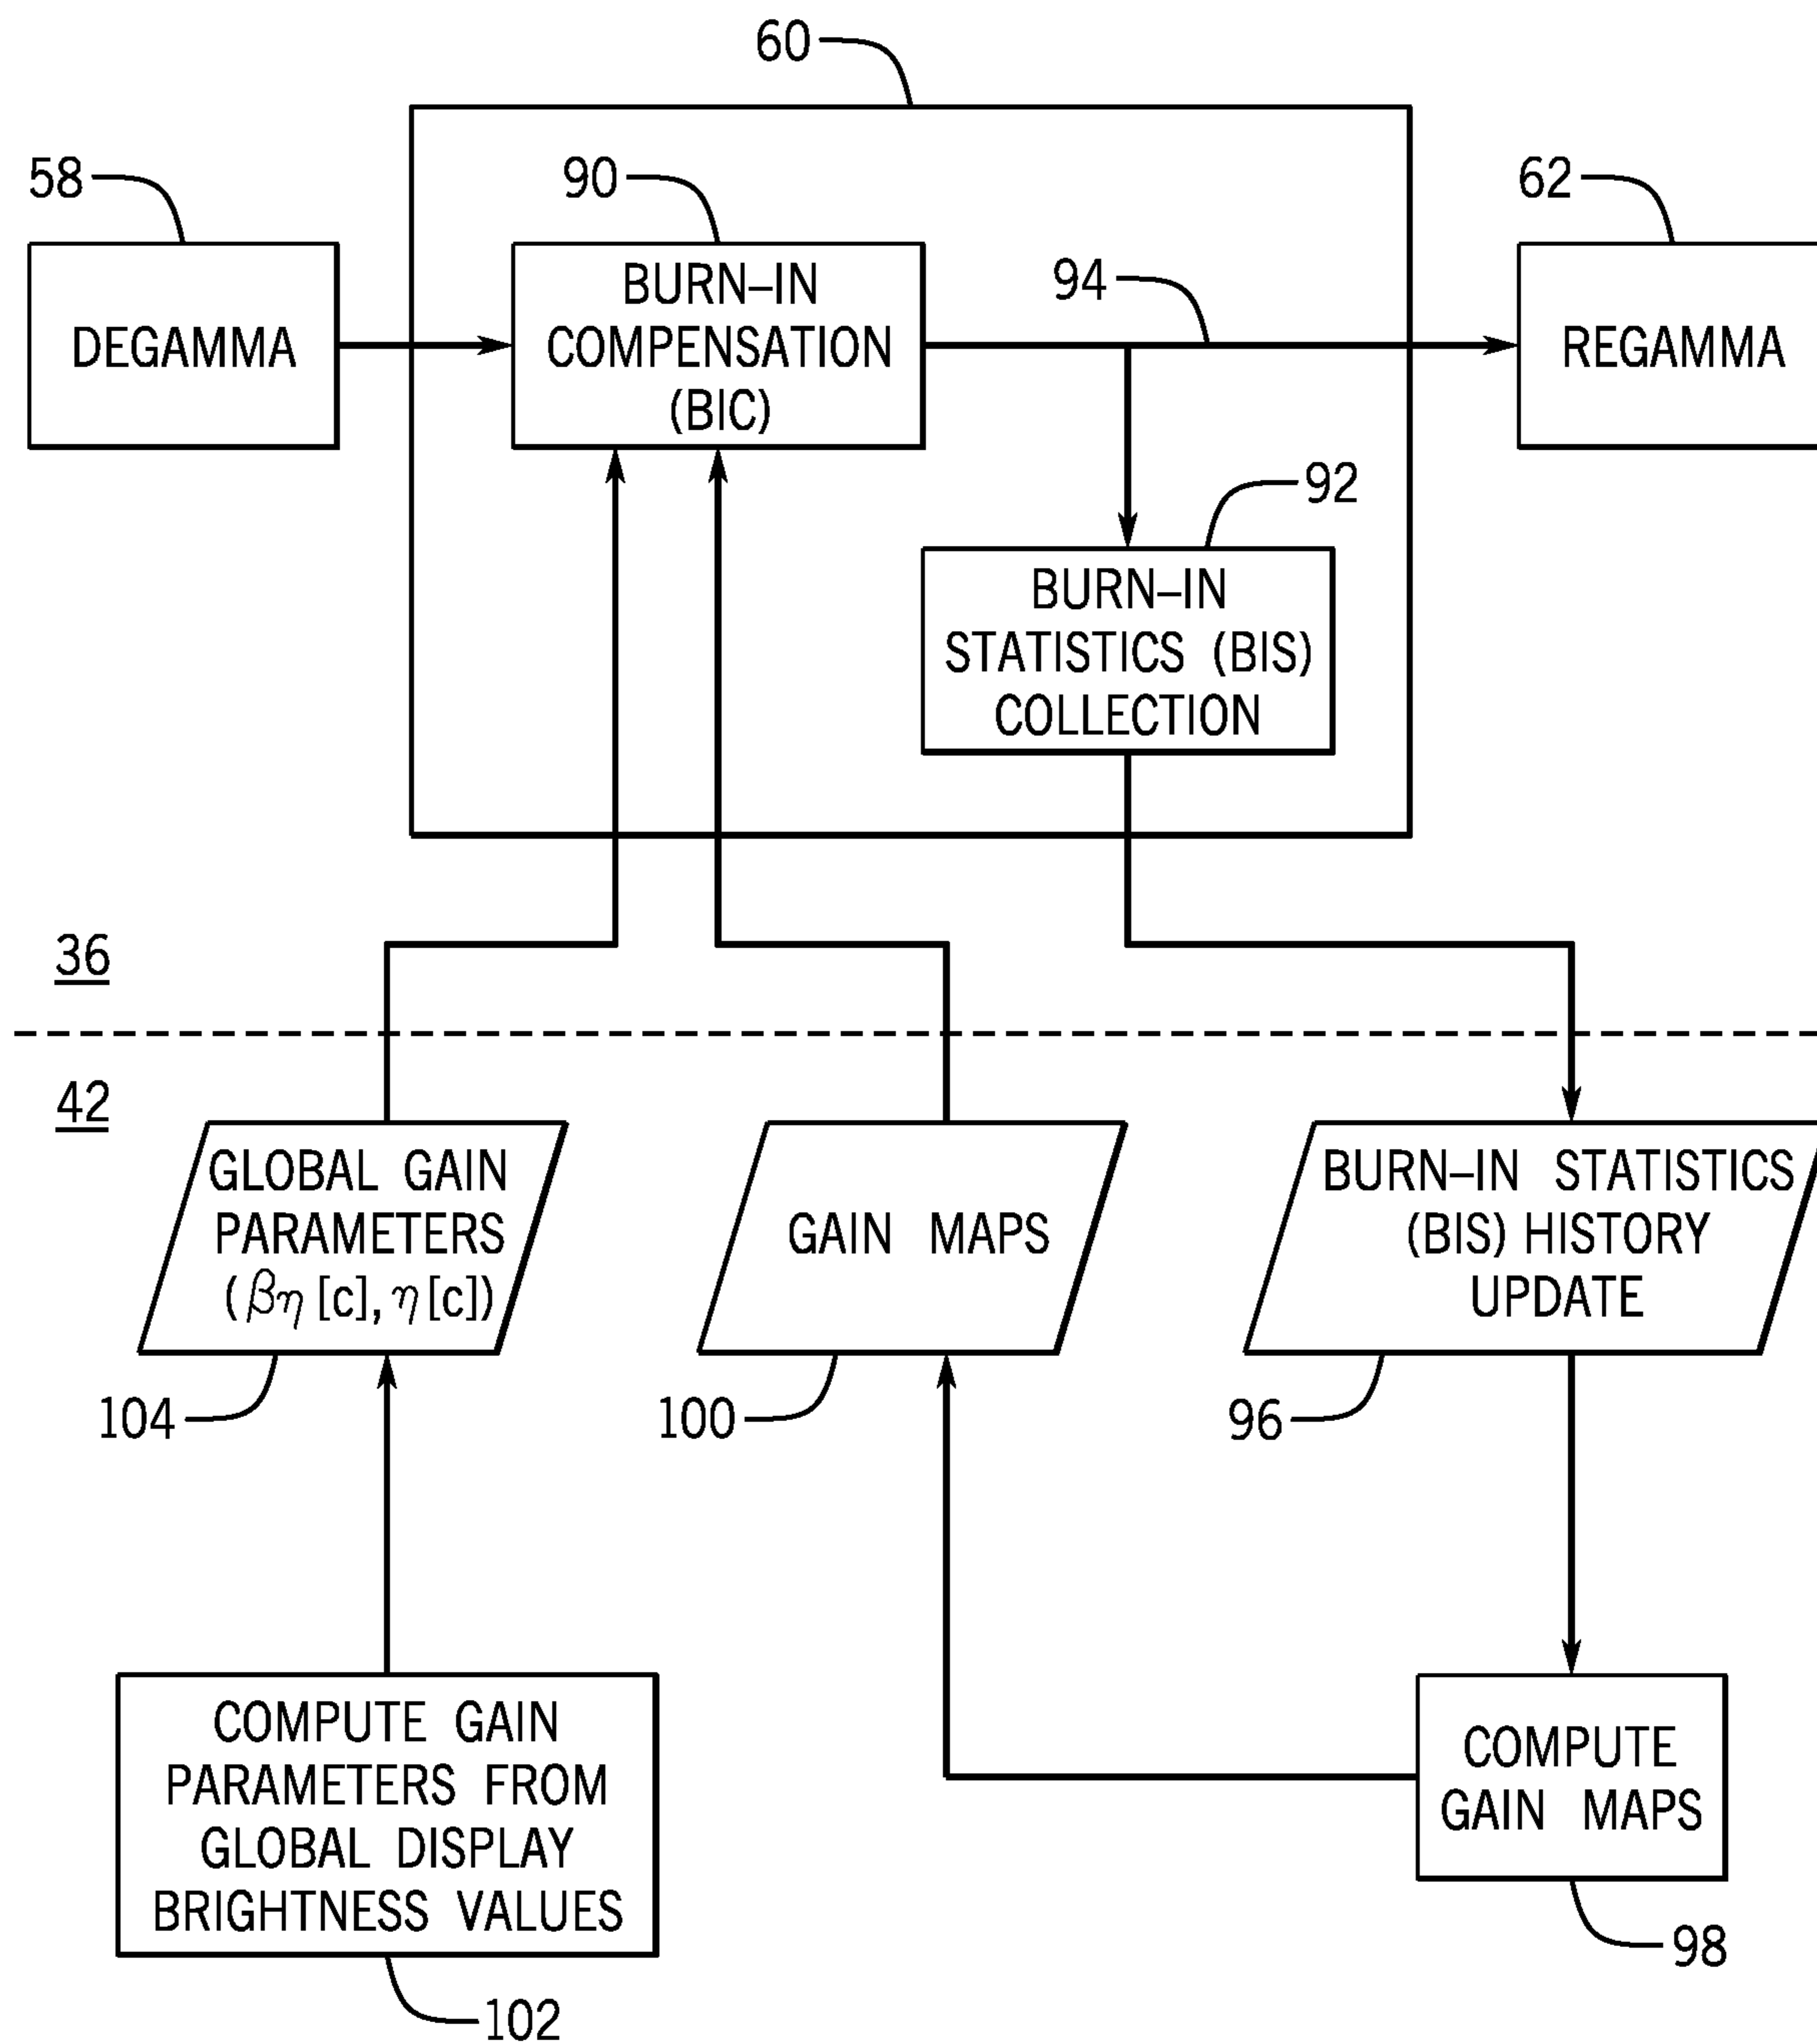 60
58
90
62
94
DEGAMMA
BURN–IN
COMPENSATION
(BIC)
REGAMMA
92
BURN–IN
STATISTICS (BIS)
COLLECTION
36
42
GLOBAL GAIN
PARAMETERS
(βη [c], η [c])
GAIN MAPS
BURN–IN STATISTICS
(BIS) HISTORY
UPDATE
104
100
96
COMPUTE GAIN
PARAMETERS FROM
GLOBAL DISPLAY
BRIGHTNESS VALUES
COMPUTE
GAIN MAPS
98
102